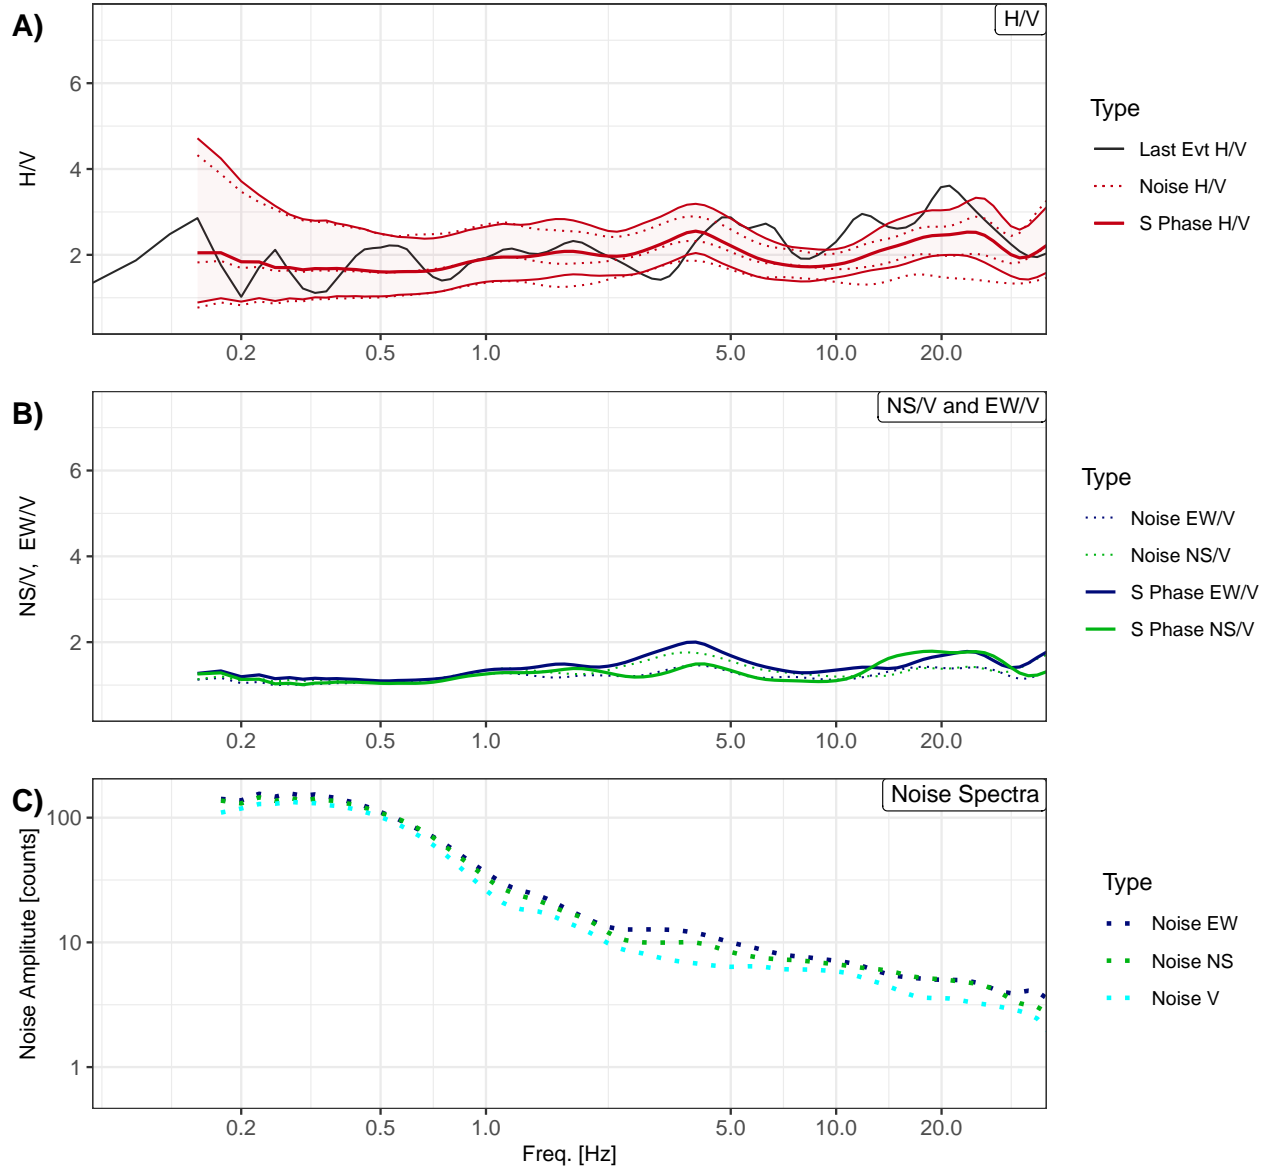 A)
H/V
H/V
6
4
2
0.2 0.5 1.0 5.0 10.0 20.0
Type
Last Evt H/V
Noise H/V
S Phase H/V
B)
NS/V and EW/V
NS/V,  EW/V
6
4
2
0.2 0.5 1.0 5.0 10.0 20.0
Type
Noise EW/V
Noise NS/V
S Phase EW/V
S Phase NS/V
C)
Noise Spectra
Noise Amplitute [counts]
100
10
1
0.2 0.5 1.0 5.0 10.0 20.0
Freq. [Hz]
Type
Noise EW
Noise NS
Noise V